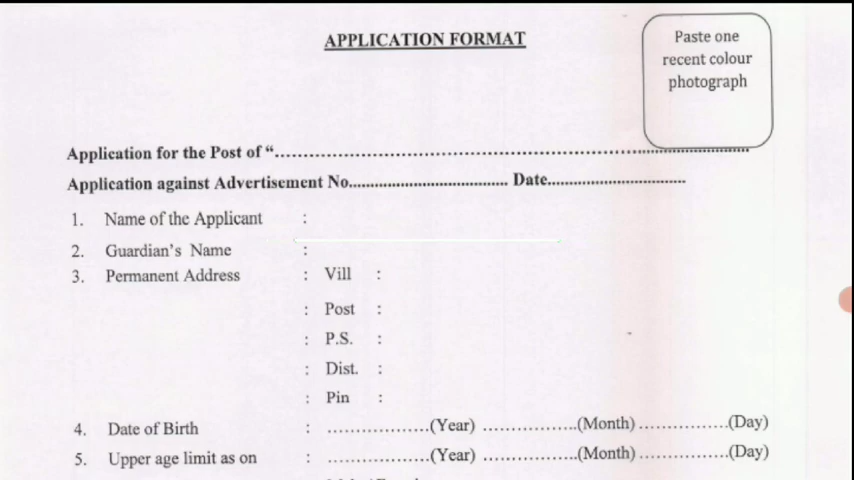 APPLICATION FORMAT
Paste one
recent colour
photograph
Application for the Post of “..............................................................................................
Application against Advertisement No..................................... Date................................
1. Name of the Applicant :
2. Guardian's Name :
3. Permanent Address : Vill :
: Post :
: P.S. :
: Dist. :
: Pin :
4. Date of Birth : ..................(Year) .................(Month) ................(Day)
5. Upper age limit as on : ..................(Year) .................(Month) ................(Day)